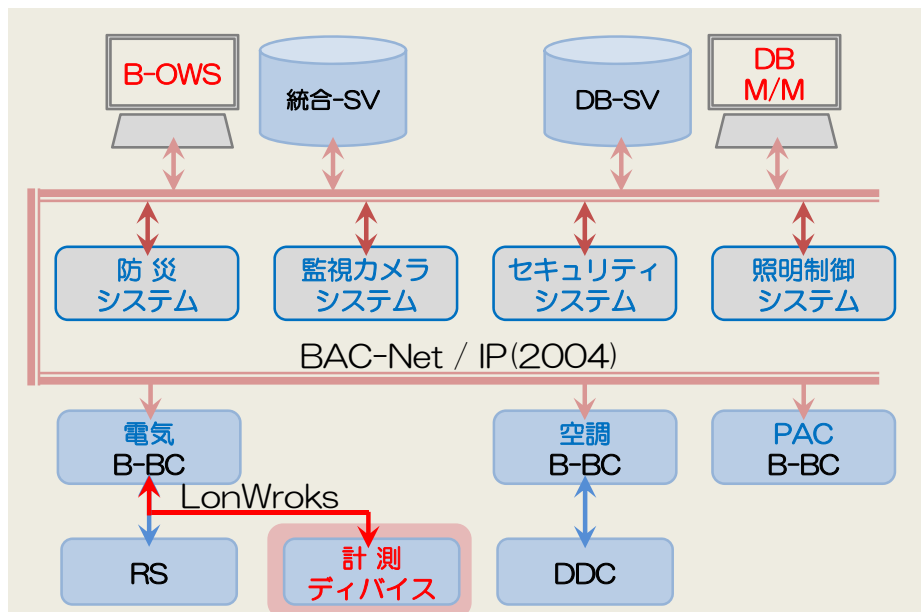 B-OWS
統合-SV
DB-SV
DB
M/M
防 災
システム
監視カメラ
システム
セキュリティ
システム
照明制御
システム
BAC-Net / IP(2004)
電気
B-BC
空調
B-BC
PAC
B-BC
LonWroks
RS
計 測
ディバイス
DDC